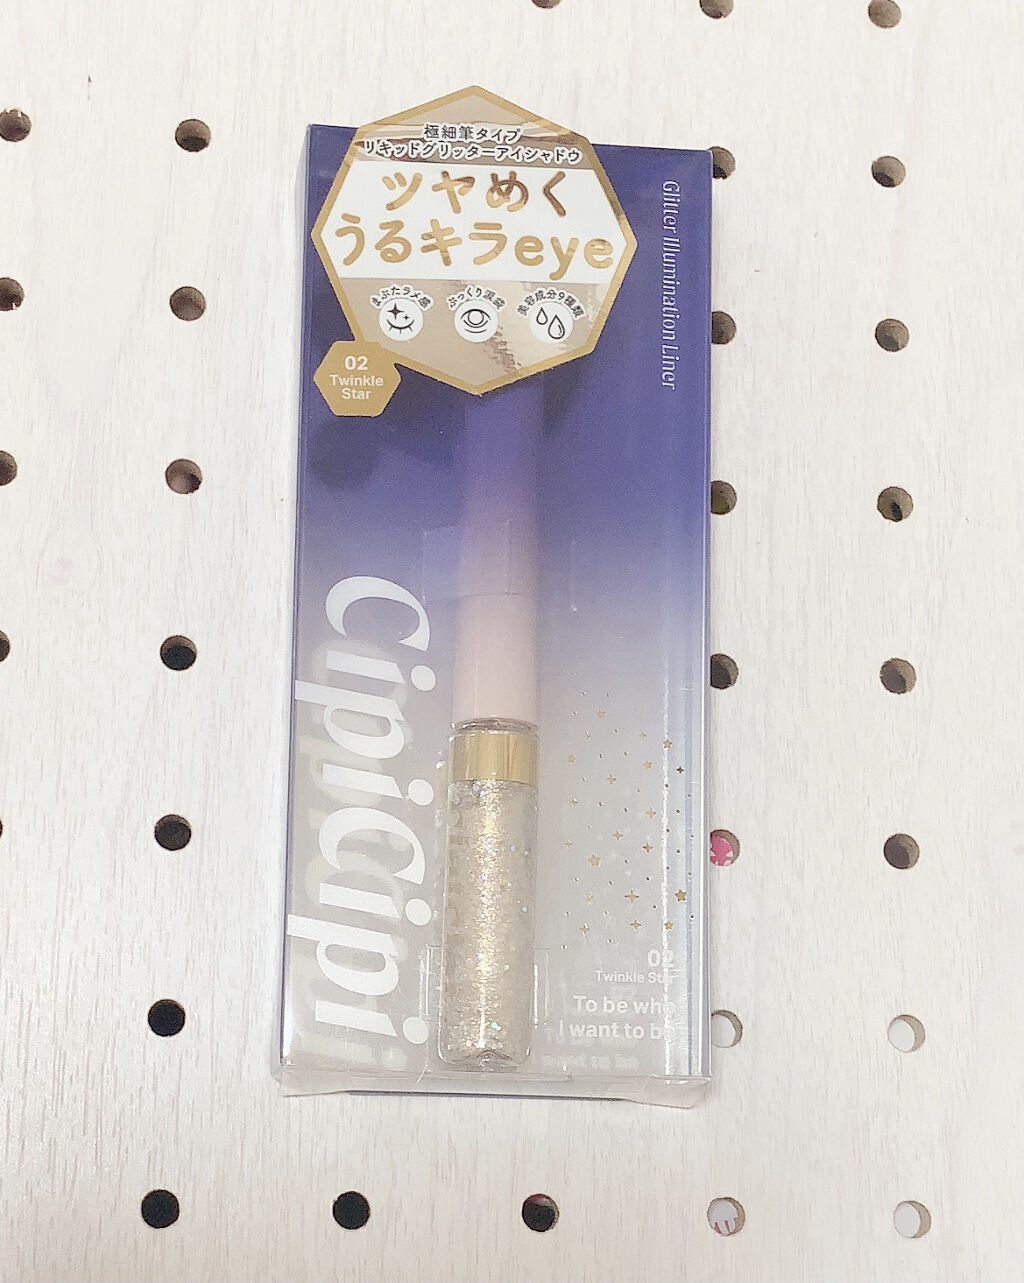 極細筆タイプ
リキッドグリッターアイシャドウ
ツヤめく
うるキラeye
まぶたラメ感
ぷっくり涙袋
美容成分9種類
02
Twinkle
Star
Glitter Illumination Liner
CipiCipi
02
Twinkle Star
To be who
I want to be